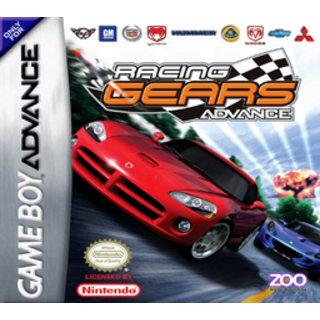 ONLY
FOR
GAME BOY ADVANCE
GM
HUMMER
DODGE
RACING
GEARS
ADVANCE
Official
Nintendo
Seal of Quality
LICENSED BY
Nintendo
ZOO